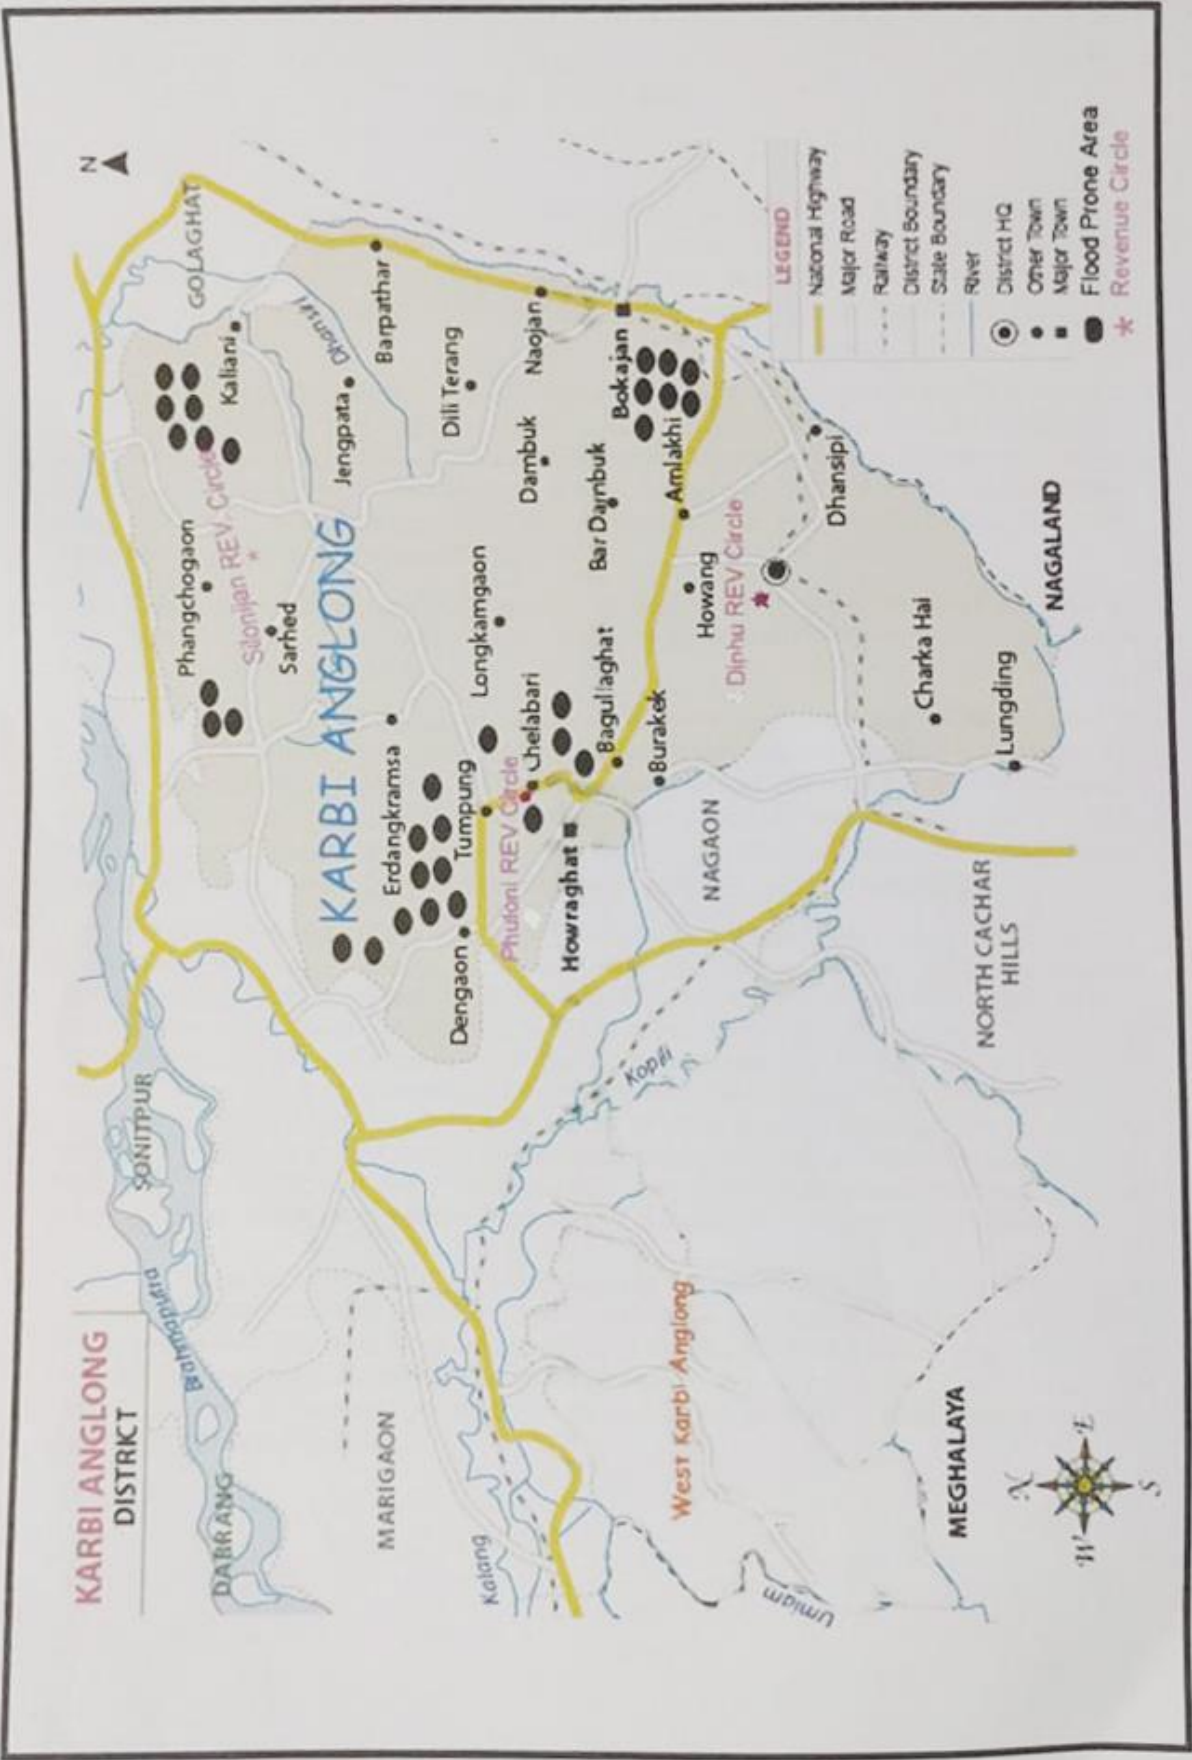 KARBI ANGLONG
DISTRICT
N
GOLAGHAT
SONITPUR
Brahmaputra
DARRANG
MARIGAON
Kalang
Kaliani
Dhansiri
Barpathar
Jengpata
Phangchogaon
Silonijan REV. Circle
Sarhed
KARBI ANGLONG
Dili Terang
Naojan
Dambuk
Bokajan
Bar Dambuk
Amlakhi
Longkamgaon
Erdangkramsa
Tumpung
Chelabari
Phuloni REV Circle
Dengaon
Howraghat
Bagullaghat
Burakek
Howang
Diphu REV Circle
Dhansipi
NAGAON
Charka Hai
Lungding
NAGALAND
Kopili
NORTH CACHAR
HILLS
West Karbi Anglong
Umiam
MEGHALAYA
N
W
E
S
LEGEND
National Highway
Major Road
Railway
District Boundary
State Boundary
River
District HQ
Other Town
Major Town
Flood Prone Area
Revenue Circle